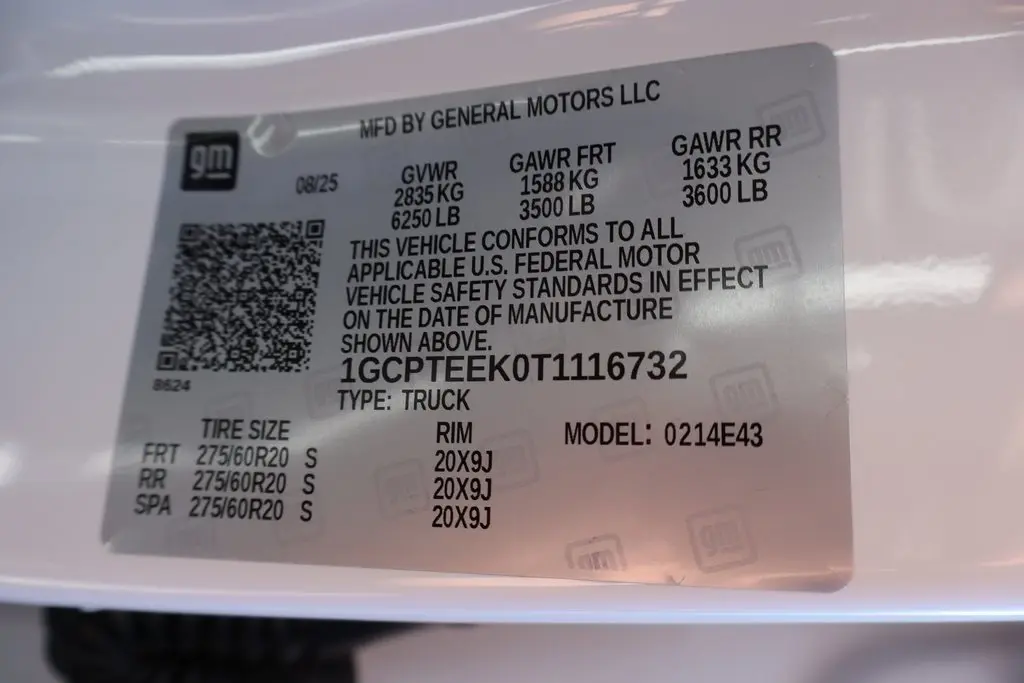 MFD BY GENERAL MOTORS LLC
gm
08/25
GVWR GAWR FRT GAWR RR
2835 KG 1588 KG 1633 KG
6250 LB 3500 LB 3600 LB
THIS VEHICLE CONFORMS TO ALL
APPLICABLE U.S. FEDERAL MOTOR
VEHICLE SAFETY STANDARDS IN EFFECT
ON THE DATE OF MANUFACTURE
SHOWN ABOVE.
1GCPTEEK0T1116732
8624
TYPE: TRUCK
TIRE SIZE RIM MODEL: 0214E43
FRT 275/60R20 S 20X9J
RR 275/60R20 S 20X9J
SPA 275/60R20 S 20X9J